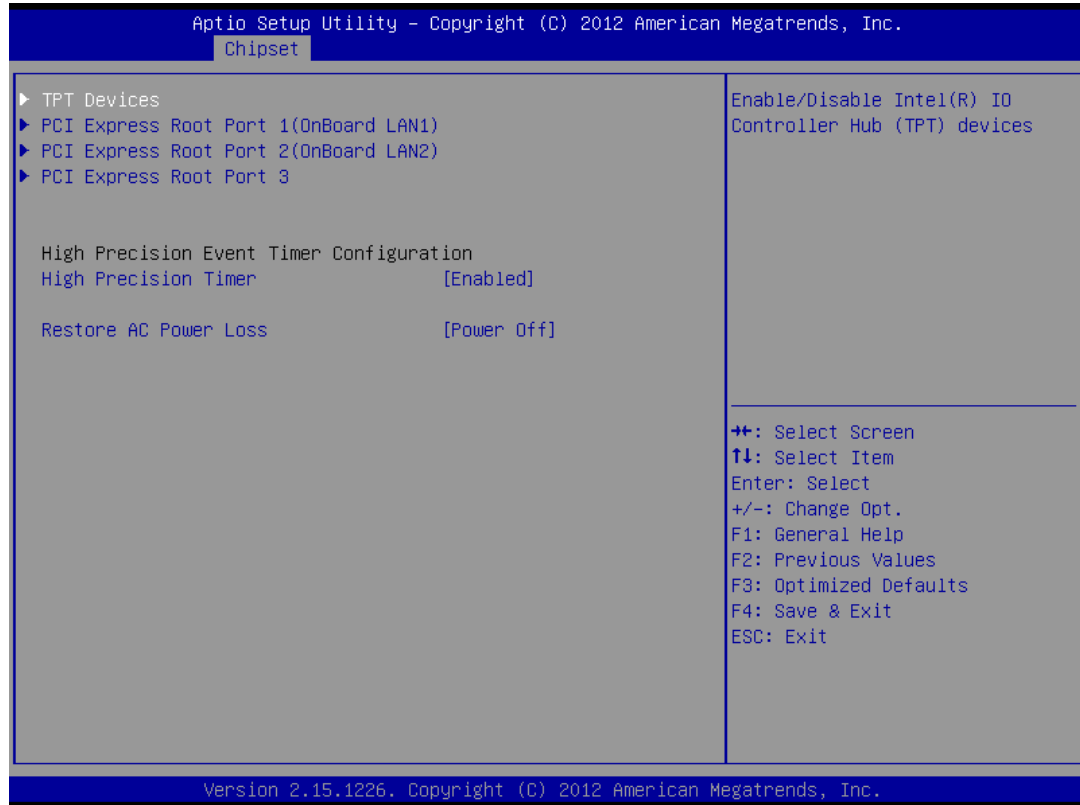 Aptio Setup Utility – Copyright (C) 2012 American Megatrends, Inc.
Chipset
▶ TPT Devices
▶ PCI Express Root Port 1(OnBoard LAN1)
▶ PCI Express Root Port 2(OnBoard LAN2)
▶ PCI Express Root Port 3
High Precision Event Timer Configuration
High Precision Timer [Enabled]
Restore AC Power Loss [Power Off]
Enable/Disable Intel(R) IO
Controller Hub (TPT) devices
→←: Select Screen
↑↓: Select Item
Enter: Select
+/-: Change Opt.
F1: General Help
F2: Previous Values
F3: Optimized Defaults
F4: Save & Exit
ESC: Exit
Version 2.15.1226. Copyright (C) 2012 American Megatrends, Inc.